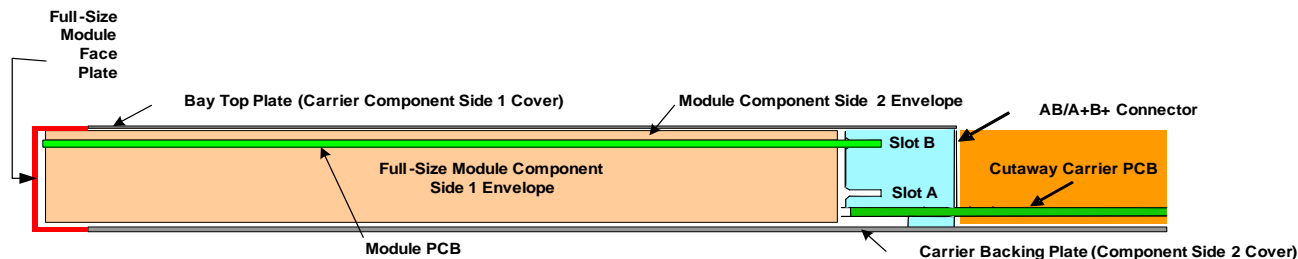 Full-Size
Module
Face
Plate
Bay Top Plate (Carrier Component Side 1 Cover)
Module Component Side 2 Envelope
AB/A+B+ Connector
Slot B
Full-Size Module Component
Side 1 Envelope
Cutaway Carrier PCB
Slot A
Module PCB
Carrier Backing Plate (Component Side 2 Cover)